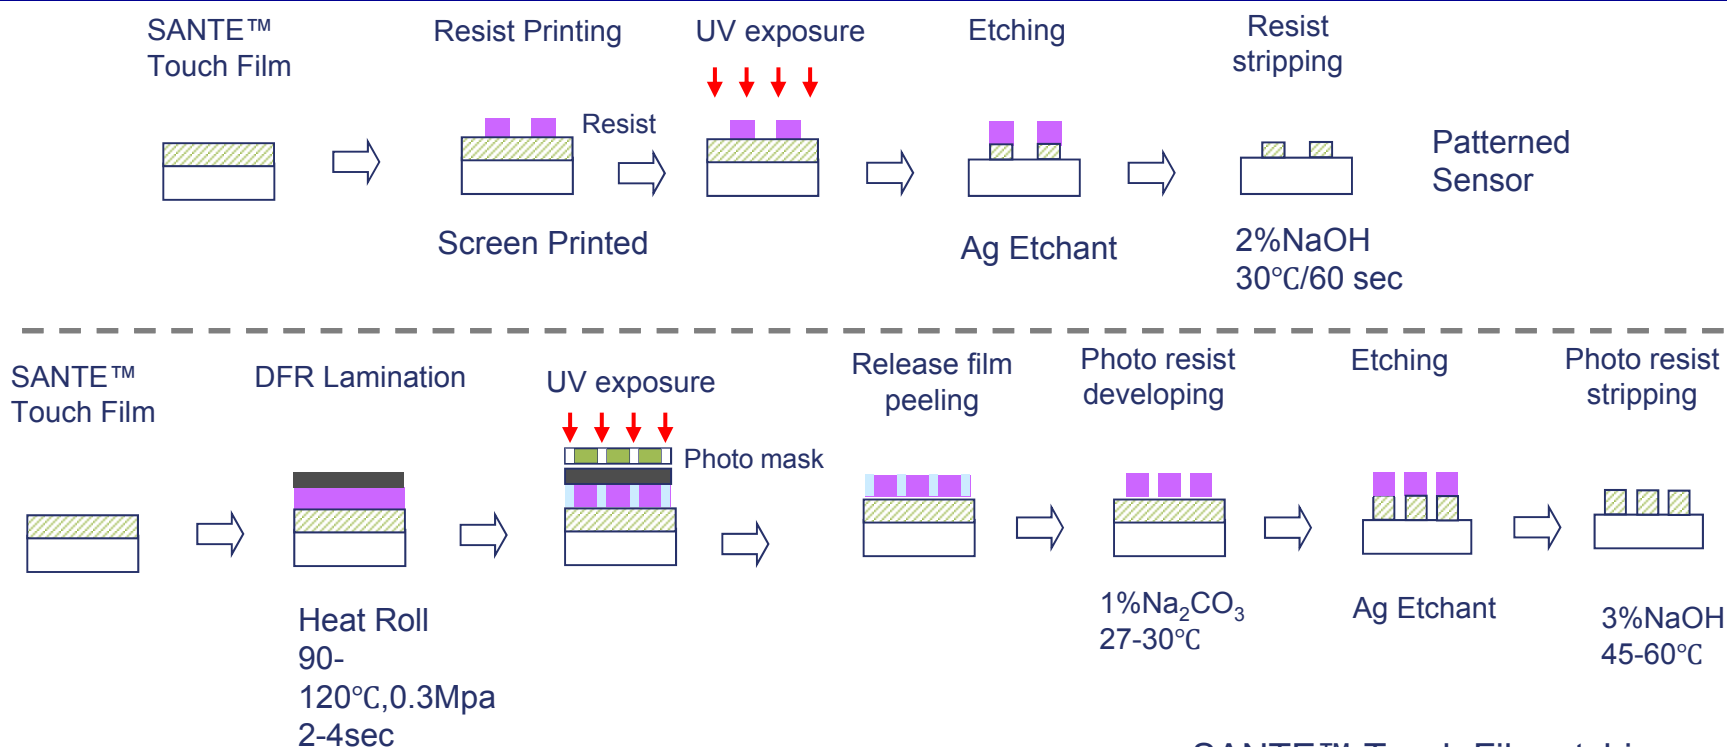 SANTE™
Touch Film
Resist Printing
UV exposure
Etching
Resist
stripping
Resist
Patterned
Sensor
Screen Printed
Ag Etchant
2%NaOH
30℃/60 sec
SANTE™
Touch Film
DFR Lamination
UV exposure
Release film
peeling
Photo resist
developing
Etching
Photo resist
stripping
Photo mask
Heat Roll
90-
120℃,0.3Mpa
2-4sec
1%Na₂CO₃
27-30℃
Ag Etchant
3%NaOH
45-60℃